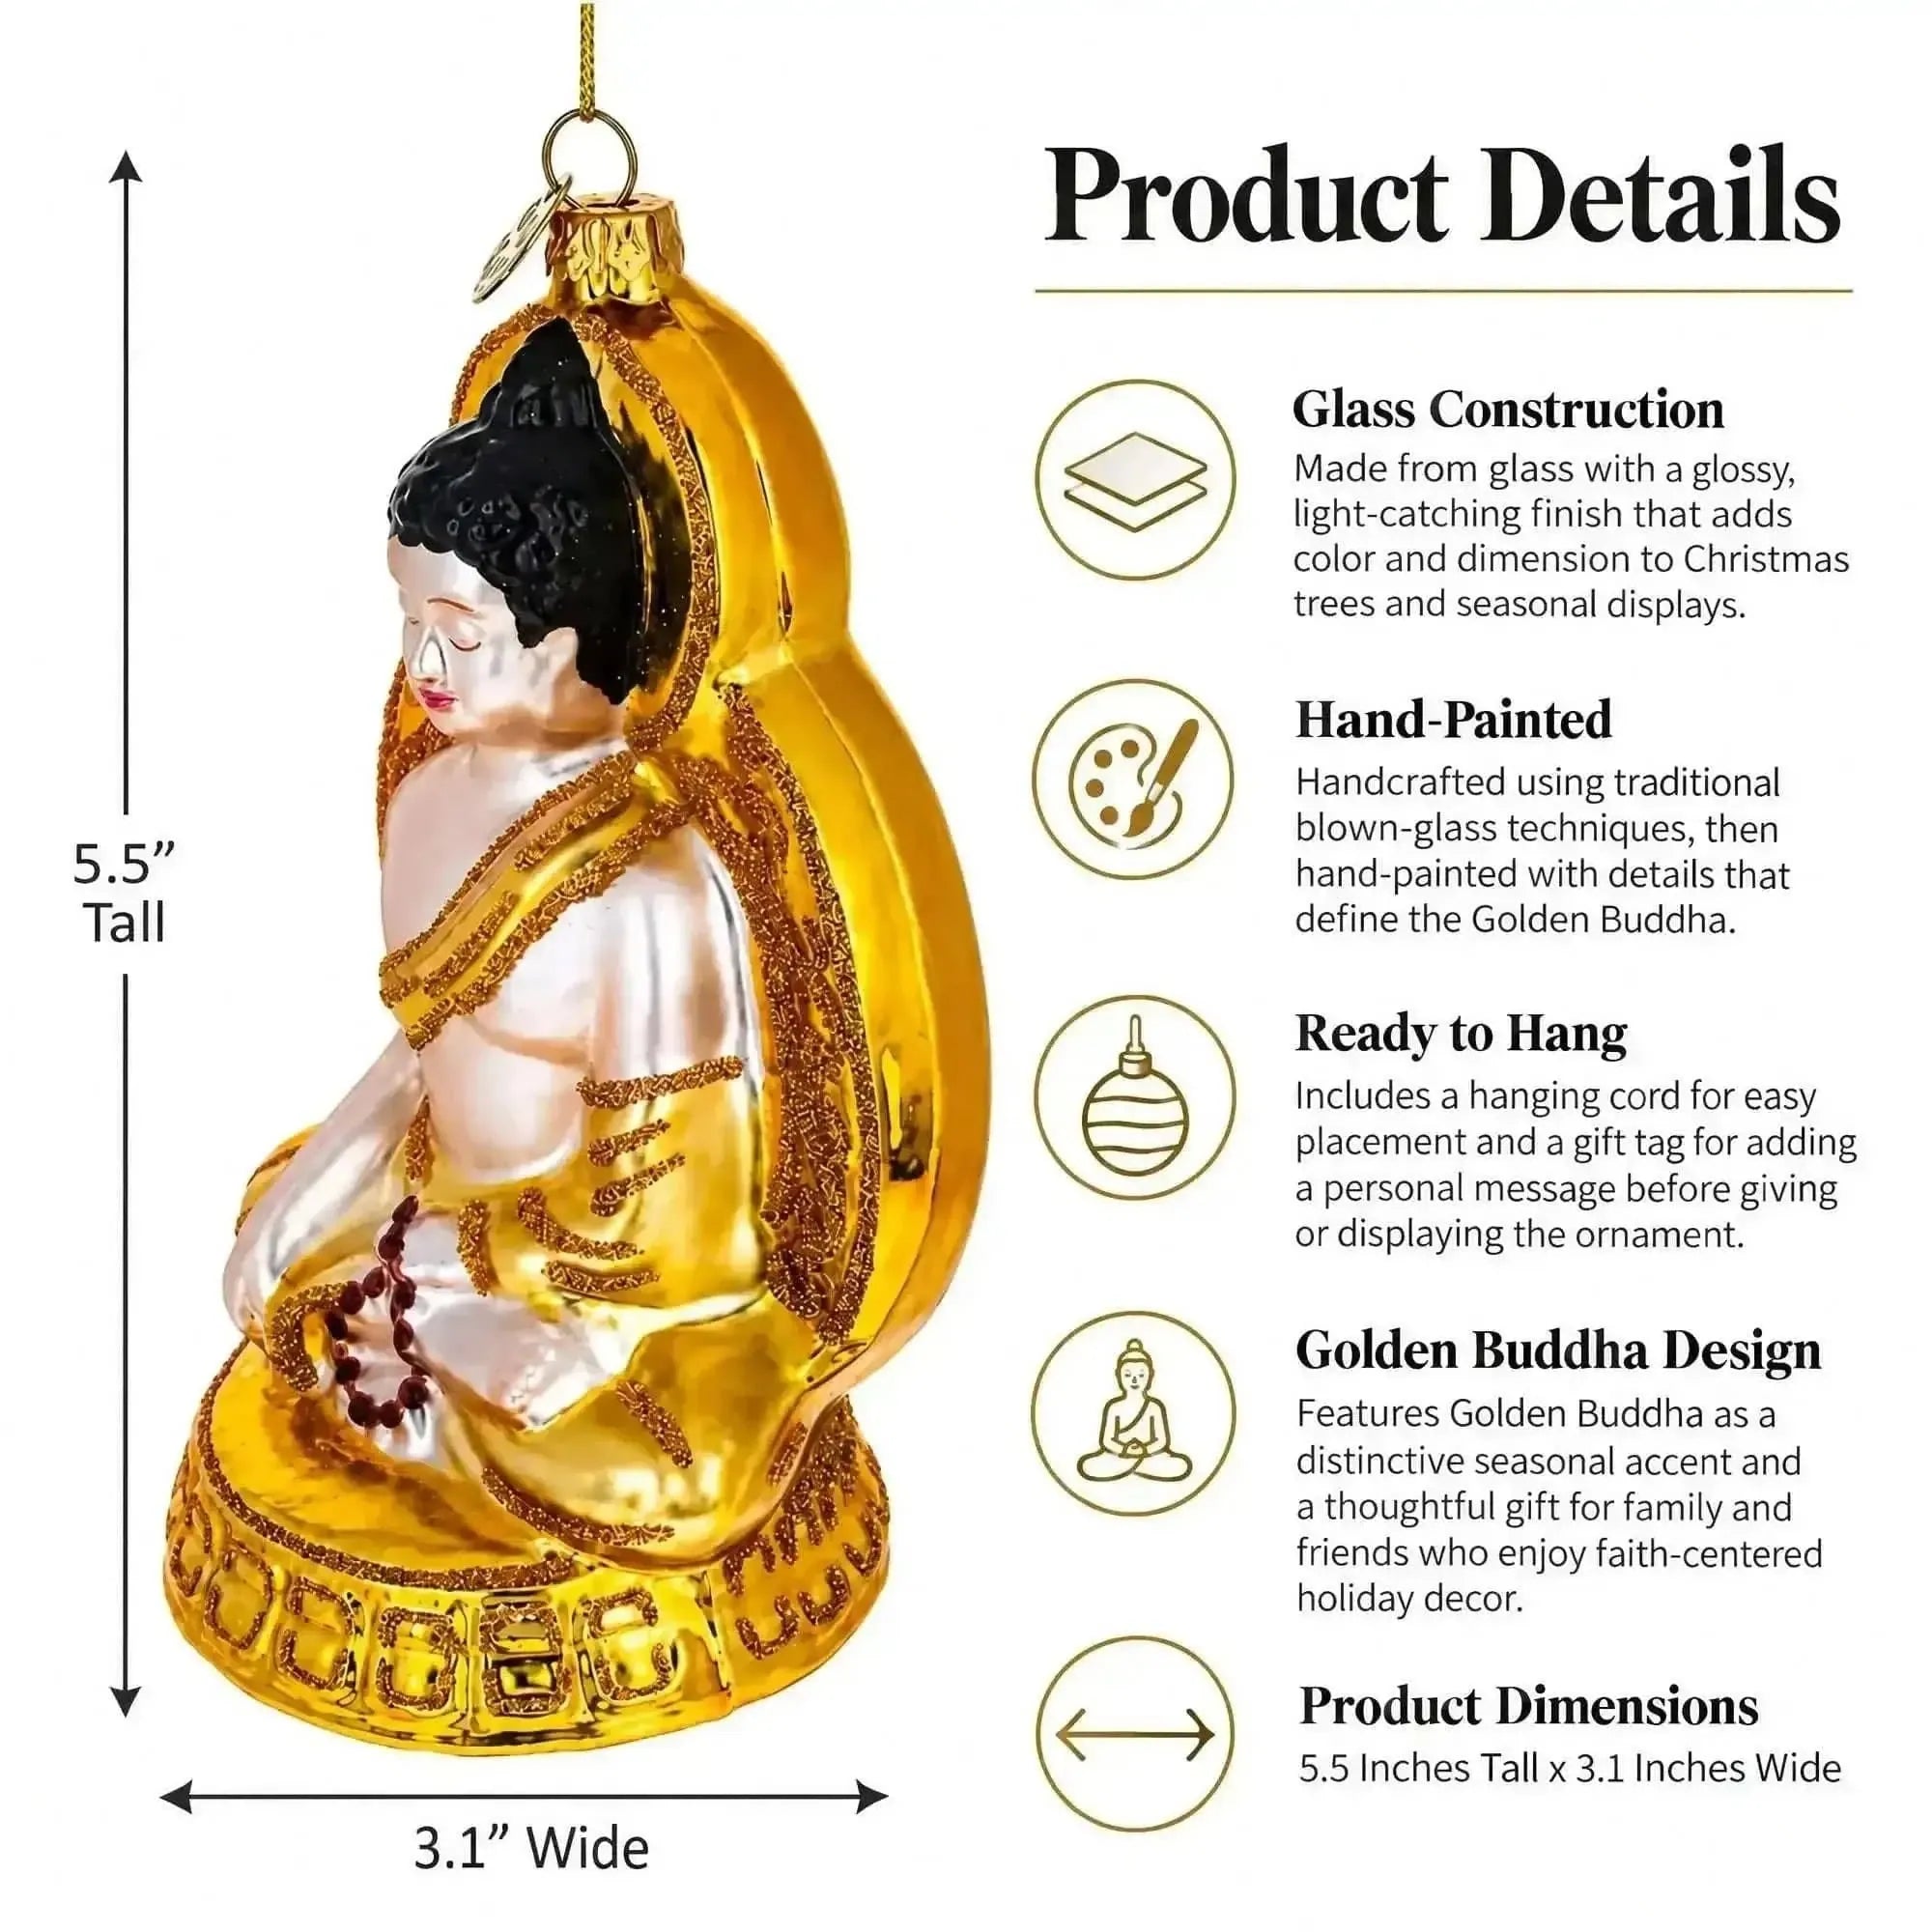 Product Details
5.5”
Tall
3.1” Wide
Glass Construction
Made from glass with a glossy,
light-catching finish that adds
color and dimension to Christmas
trees and seasonal displays.
Hand-Painted
Handcrafted using traditional
blown-glass techniques, then
hand-painted with details that
define the Golden Buddha.
Ready to Hang
Includes a hanging cord for easy
placement and a gift tag for adding
a personal message before giving
or displaying the ornament.
Golden Buddha Design
Features Golden Buddha as a
distinctive seasonal accent and
a thoughtful gift for family and
friends who enjoy faith-centered
holiday decor.
Product Dimensions
5.5 Inches Tall x 3.1 Inches Wide